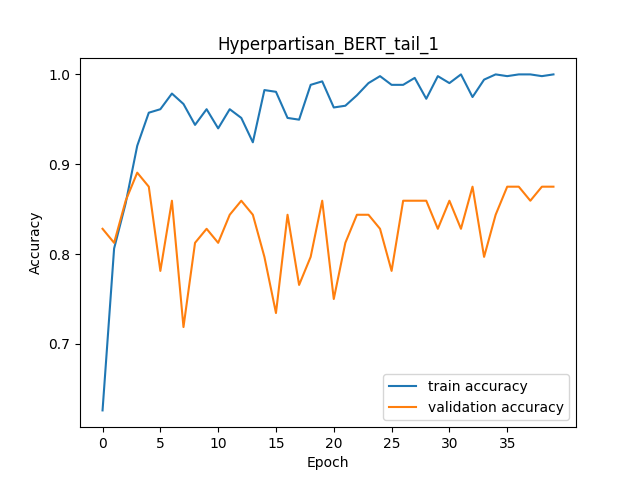 Hyperpartisan_BERT_tail_1
1.0
0.9
0.8
0.7
Accuracy
train accuracy
validation accuracy
0 5 10 15 20 25 30 35
Epoch